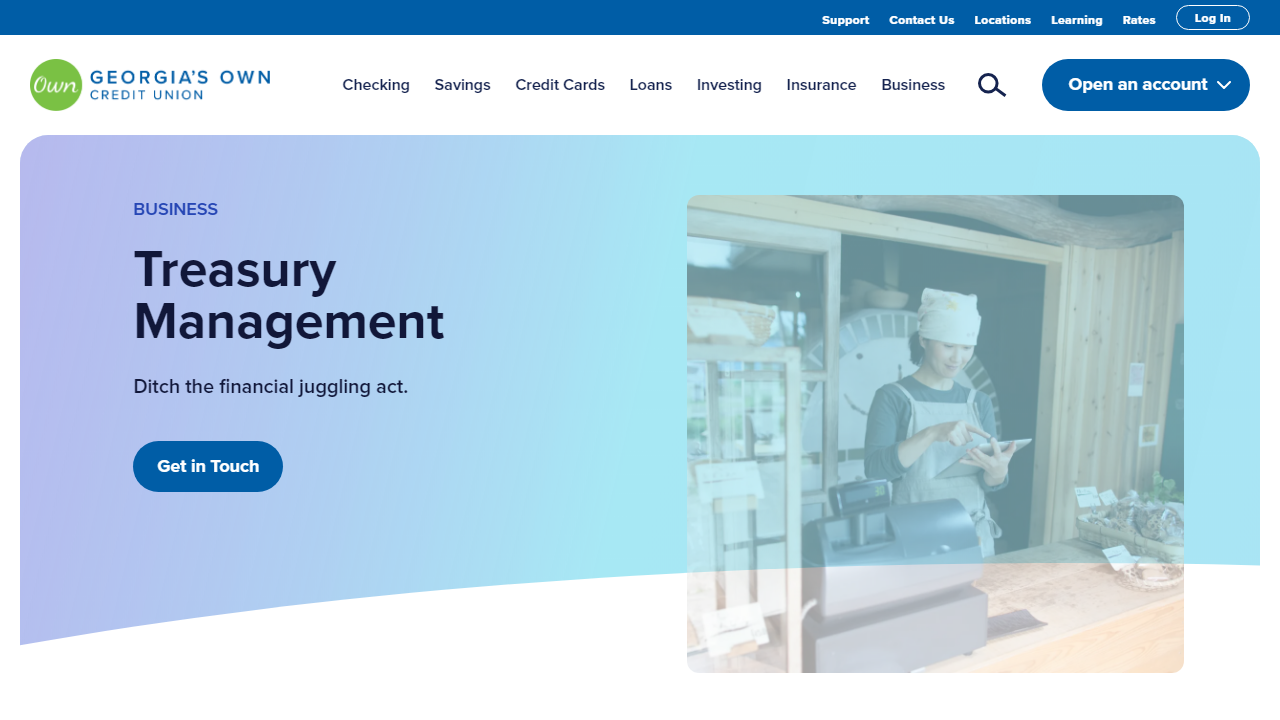 Support Contact Us Locations Learning Rates Log In
Own GEORGIA'S OWN
CREDIT UNION
Checking Savings Credit Cards Loans Investing Insurance Business Open an account
BUSINESS
Treasury
Management
Ditch the financial juggling act.
Get in Touch